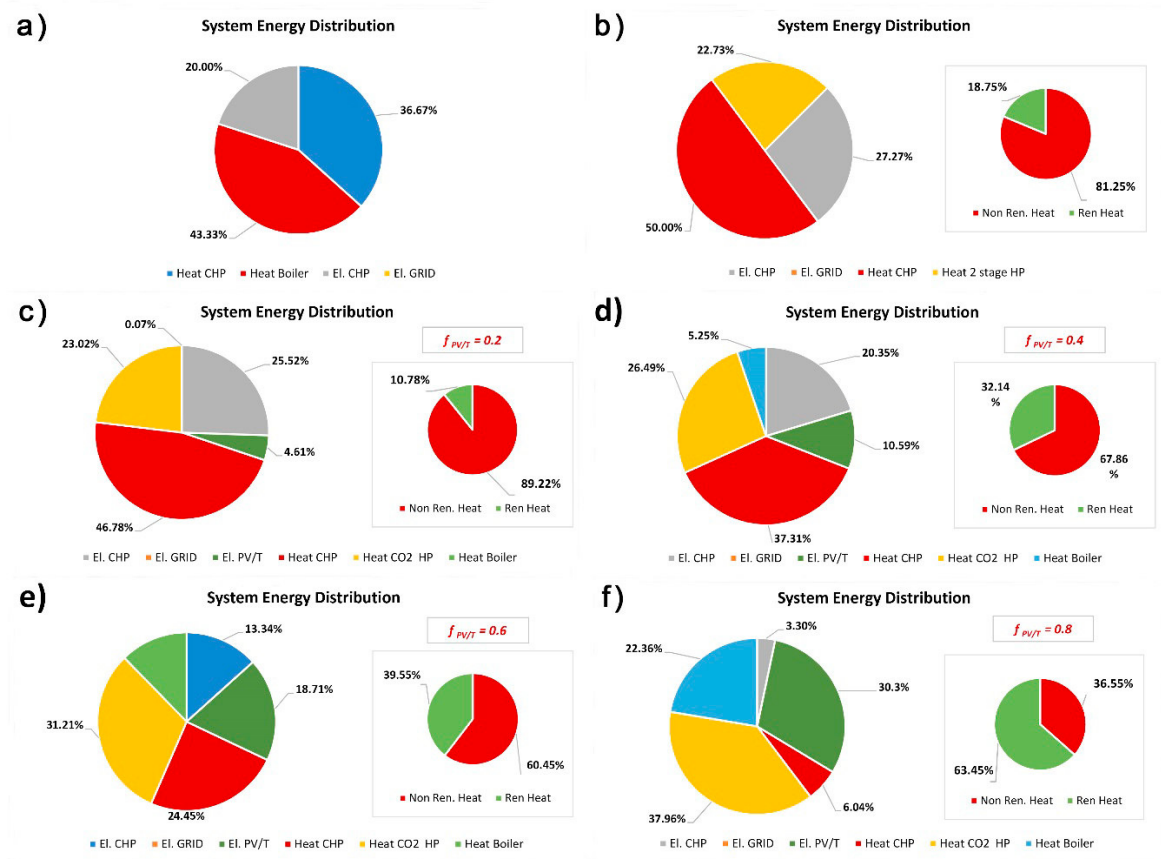 a)
System Energy Distribution
20.00%
36.67%
43.33%
Heat CHP
Heat Boiler
El. CHP
El. GRID
b)
System Energy Distribution
22.73%
27.27%
50.00%
18.75%
81.25%
Non Ren. Heat
Ren Heat
El. CHP
El. GRID
Heat CHP
Heat 2 stage HP
c)
System Energy Distribution
0.07%
23.02%
25.52%
4.61%
46.78%
f PV/T = 0.2
10.78%
89.22%
Non Ren. Heat
Ren Heat
El. CHP
El. GRID
El. PV/T
Heat CHP
Heat CO2 HP
Heat Boiler
d)
System Energy Distribution
5.25%
20.35%
26.49%
10.59%
37.31%
f PV/T = 0.4
32.14
%
67.86
%
Non Ren. Heat
Ren Heat
El. CHP
El. GRID
El. PV/T
Heat CHP
Heat CO2 HP
Heat Boiler
e)
System Energy Distribution
13.34%
18.71%
31.21%
24.45%
f PV/T = 0.6
39.55%
60.45%
Non Ren. Heat
Ren Heat
El. CHP
El. GRID
El. PV/T
Heat CHP
Heat CO2 HP
Heat Boiler
f)
System Energy Distribution
3.30%
22.36%
30.3%
6.04%
37.96%
f PV/T = 0.8
36.55%
63.45%
Non Ren. Heat
Ren Heat
El. CHP
El. GRID
El. PV/T
Heat CHP
Heat CO2 HP
Heat Boiler